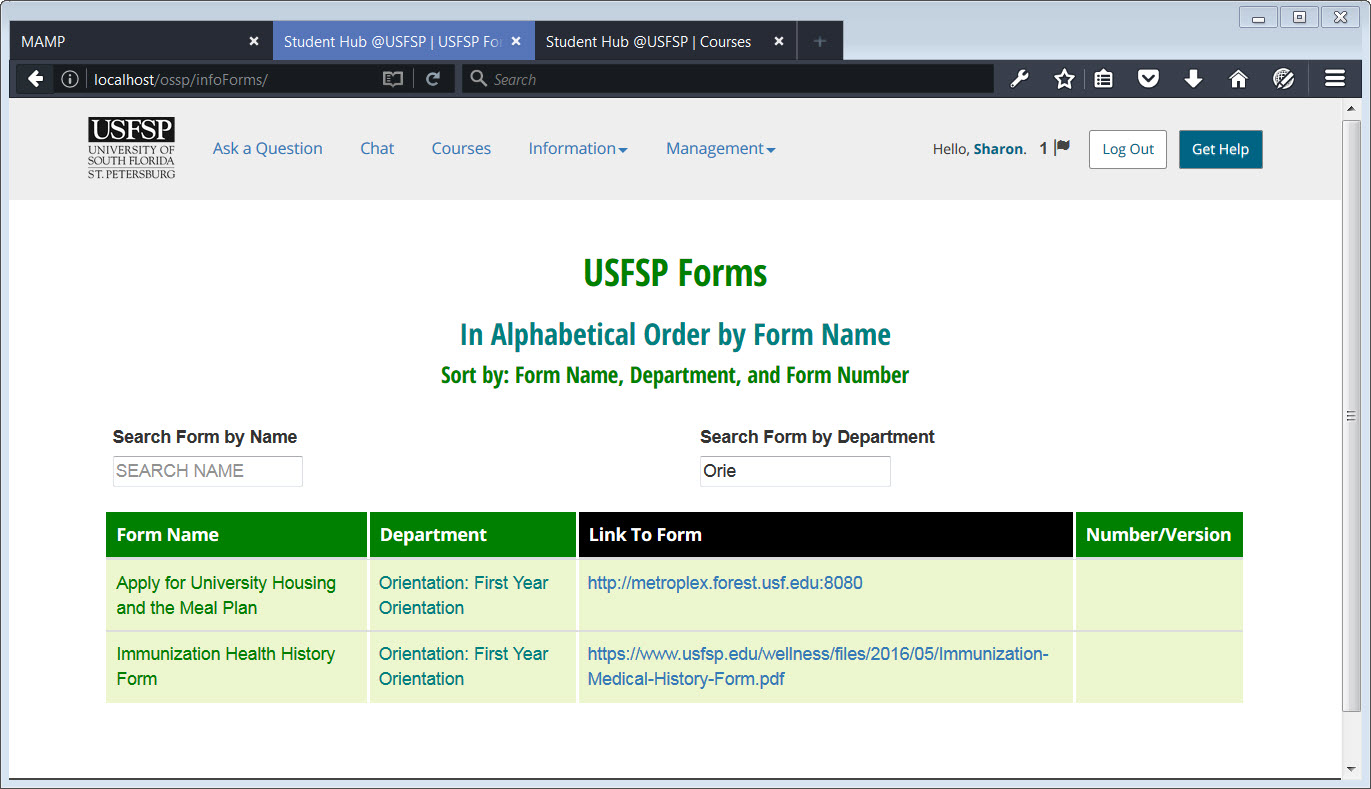 MAMP
Student Hub @USFSP | USFSP Fo
Student Hub @USFSP | Courses
localhost/ossp/infoForms/
Search
USFSP
UNIVERSITY OF
SOUTH FLORIDA
ST. PETERSBURG
Ask a Question
Chat
Courses
Information
Management
Hello, Sharon.
1
Log Out
Get Help
USFSP Forms
In Alphabetical Order by Form Name
Sort by: Form Name, Department, and Form Number
Search Form by Name
SEARCH NAME
Search Form by Department
Orie
Form Name
Department
Link To Form
Number/Version
Apply for University Housing
and the Meal Plan
Orientation: First Year
Orientation
http://metroplex.forest.usf.edu:8080
Immunization Health History
Form
Orientation: First Year
Orientation
https://www.usfsp.edu/wellness/files/2016/05/Immunization-
Medical-History-Form.pdf